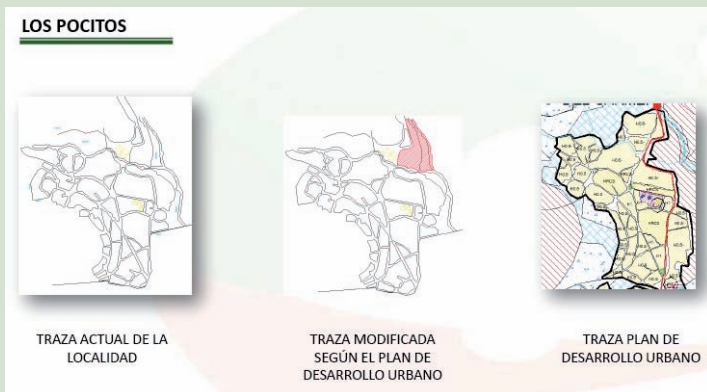 LOS POCITOS
TRAZA ACTUAL DE LA
LOCALIDAD
TRAZA MODIFICADA
SEGÚN EL PLAN DE
DESARROLLO URBANO
TRAZA PLAN DE
DESARROLLO URBANO